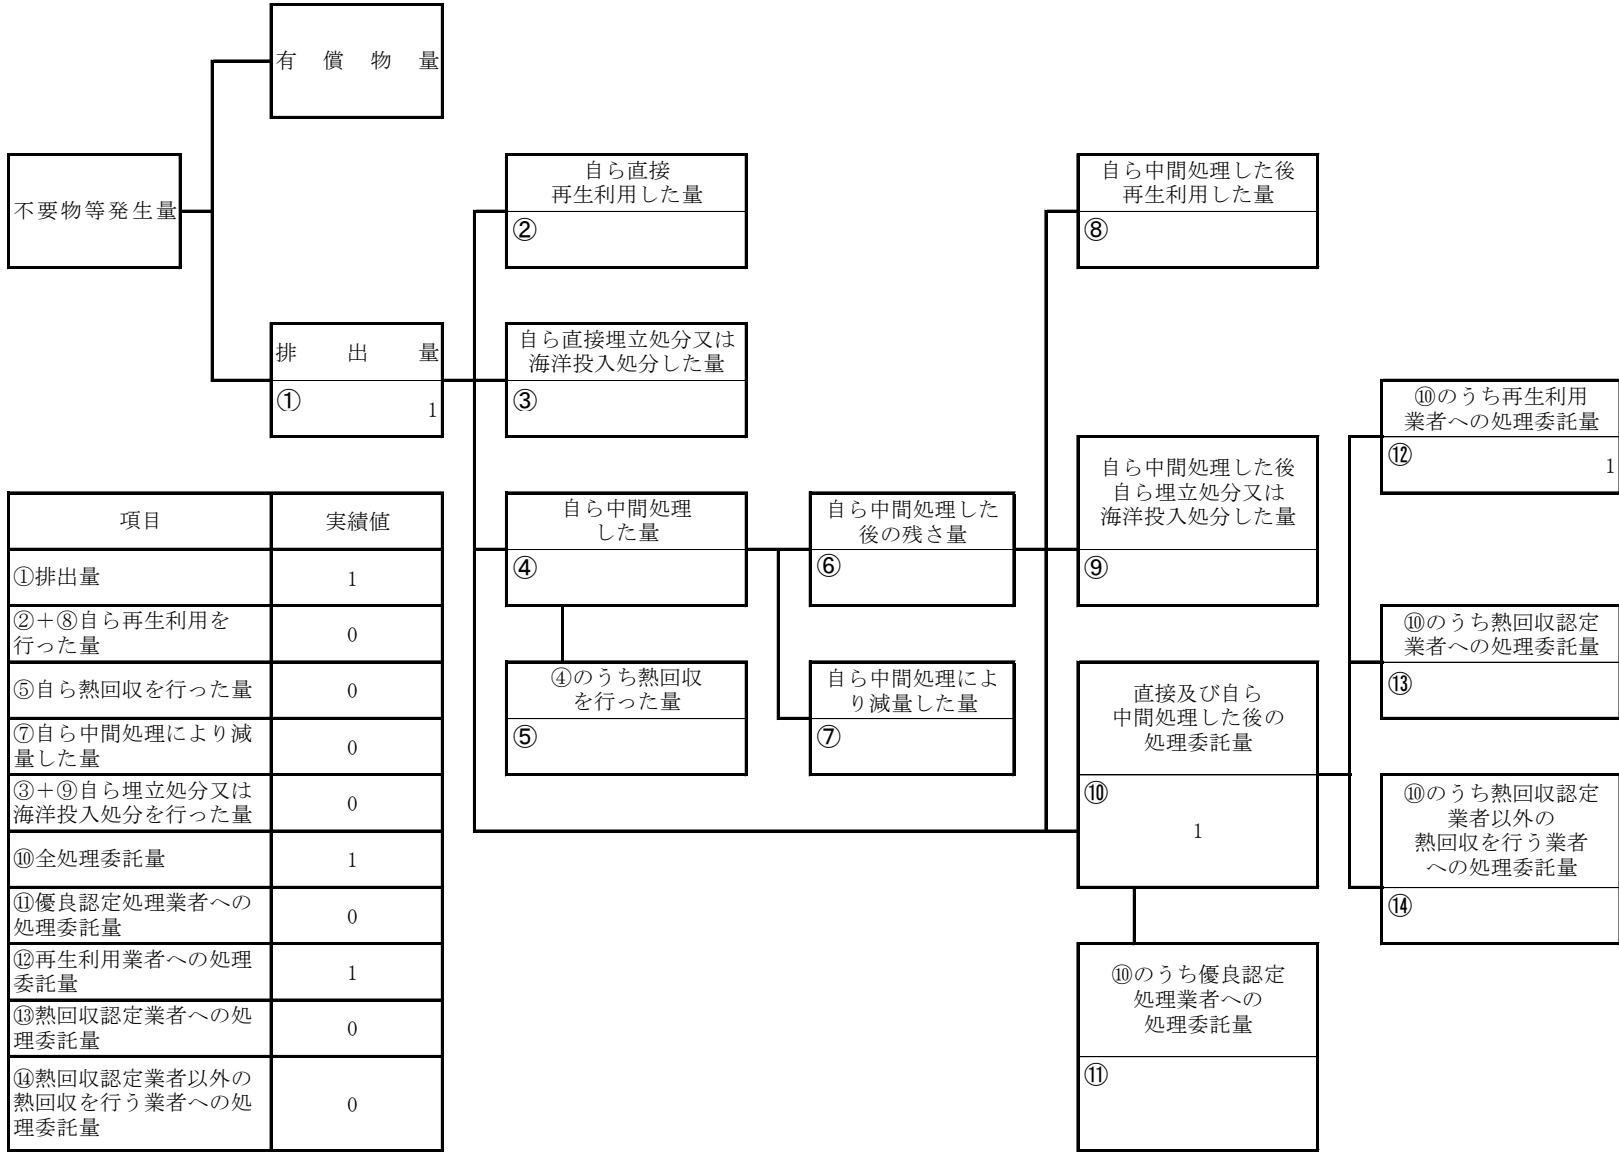 有償物量
不要物等発生量
自ら直接
再生利用した量
②
自ら中間処理した後
再生利用した量
⑧
排出量
①
1
自ら直接埋立処分又は
海洋投入処分した量
③
⑩のうち再生利用
業者への処理委託量
⑫
1
自ら中間処理
した量
④
自ら中間処理した
後の残さ量
⑥
自ら中間処理した後
自ら埋立処分又は
海洋投入処分した量
⑨
④のうち熱回収
を行った量
⑤
自ら中間処理によ
り減量した量
⑦
直接及び自ら
中間処理した後の
処理委託量
⑩
1
⑩のうち熱回収認定
業者への処理委託量
⑬
⑩のうち熱回収認定
業者以外の
熱回収を行う業者
への処理委託量
⑭
⑩のうち優良認定
処理業者への
処理委託量
⑪
項目 実績値
①排出量 1
②+⑧自ら再生利用を
行った量 0
⑤自ら熱回収を行った量 0
⑦自ら中間処理により減
量した量 0
③+⑨自ら埋立処分又は
海洋投入処分を行った量 0
⑩全処理委託量 1
⑪優良認定処理業者への
処理委託量 0
⑫再生利用業者への処理
委託量 1
⑬熱回収認定業者への処
理委託量 0
⑭熱回収認定業者以外の
熱回収を行う業者への処
理委託量 0